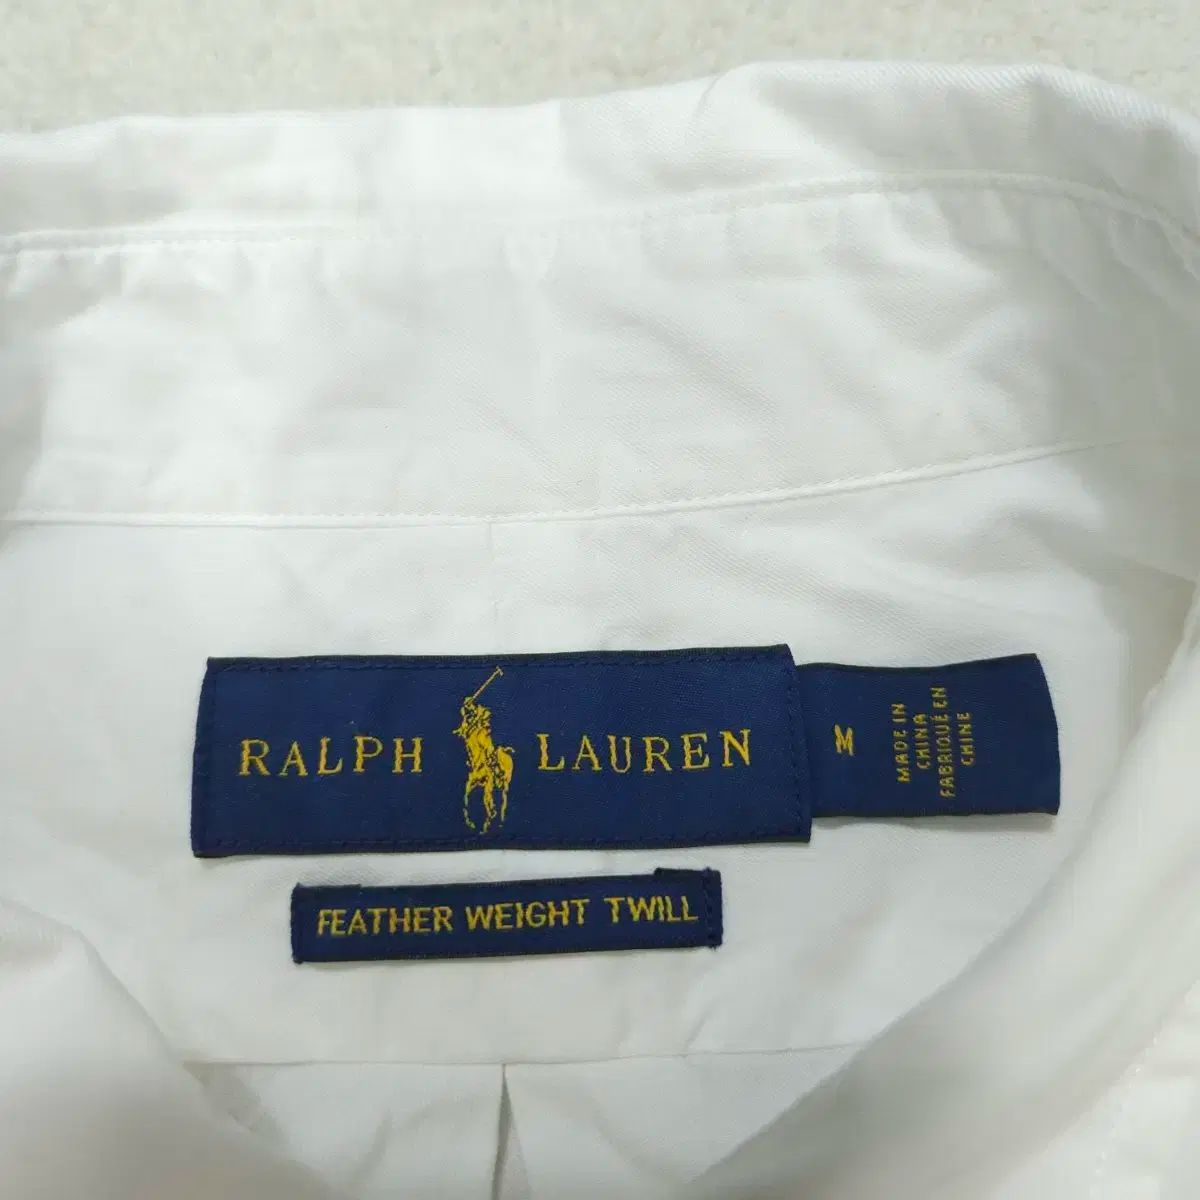 RALPH LAUREN
M
MADE IN
CHINA
FABRIQUÉ EN
CHINE
FEATHER WEIGHT TWILL